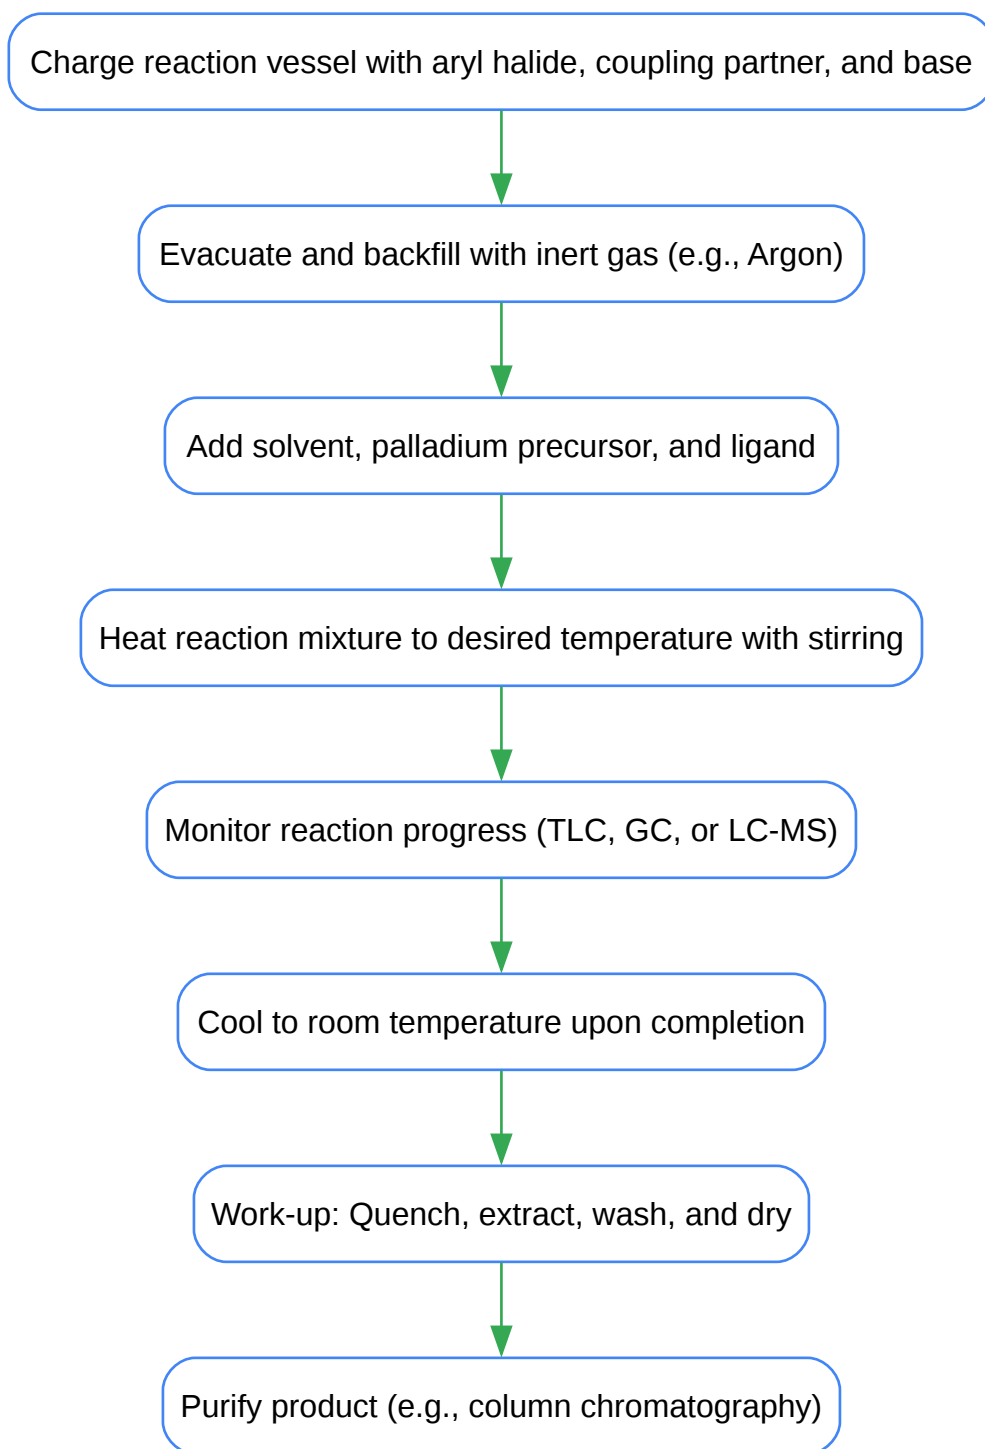 Charge reaction vessel with aryl halide, coupling partner, and base
Evacuate and backfill with inert gas (e.g., Argon)
Add solvent, palladium precursor, and ligand
Heat reaction mixture to desired temperature with stirring
Monitor reaction progress (TLC, GC, or LC-MS)
Cool to room temperature upon completion
Work-up: Quench, extract, wash, and dry
Purify product (e.g., column chromatography)